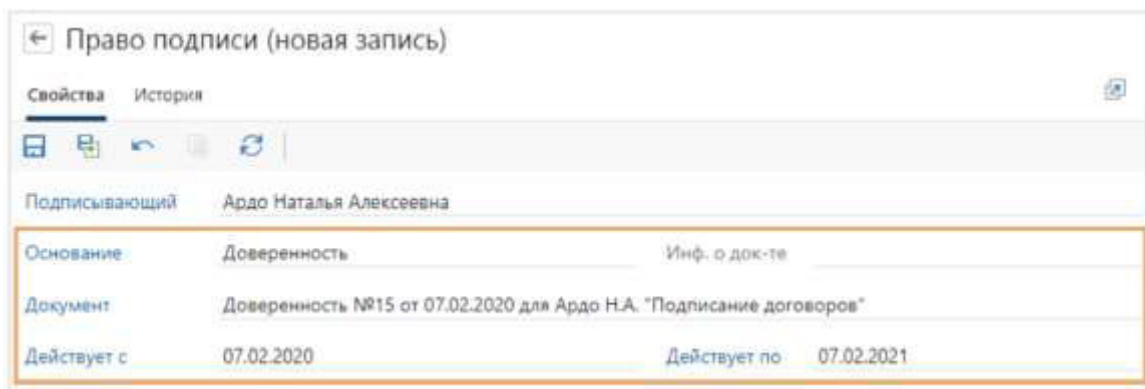 Право подписи (новая запись)
Свойства История
Подписывающий Ардо Наталья Алексеевна
Основание Доверенность Инф. о док-те
Документ Доверенность №15 от 07.02.2020 для Ардо Н.А. "Подписание договоров"
Действует с 07.02.2020 Действует по 07.02.2021